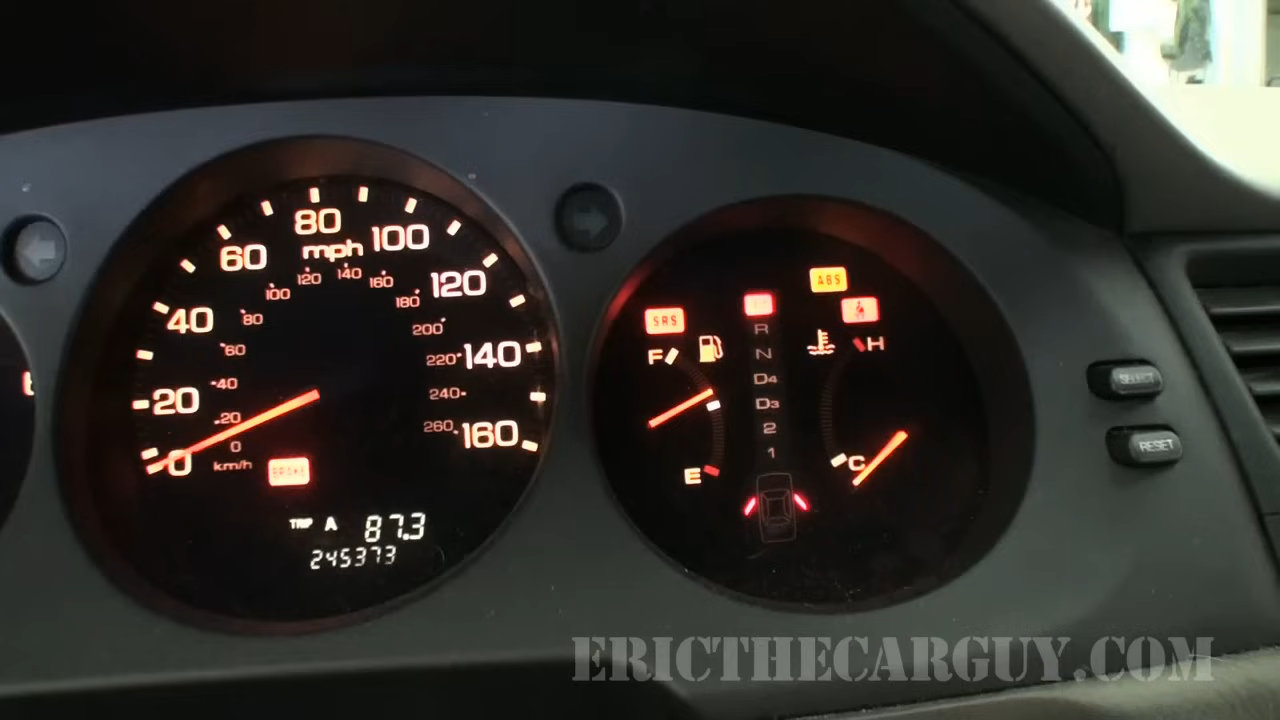 80
60
100
mph
120
40
140
20
160
0
120 140
100 160
80 180
60 200
40 220
20 240
0 260
km/h
BRAKE
TRIP A 87.3
245373
ABS
SRS
F
H
R
N
D4
D3
2
1
E
C
SELECT
RESET
ERICTHECARGUY.COM